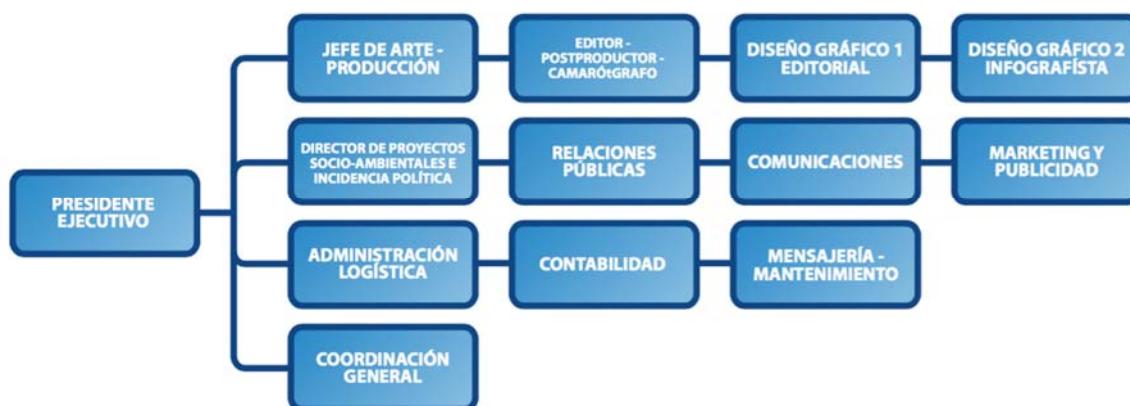 JEFE DE ARTE -
PRODUCCIÓN
EDITOR -
POSTPRODUCTOR -
CAMARÓtGRAFO
DISEÑO GRÁFICO 1
EDITORIAL
DISEÑO GRÁFICO 2
INFOGRAFÍSTA
DIRECTOR DE PROYECTOS
SOCIO-AMBIENTALES E
INCIDENCIA POLÍTICA
RELACIONES
PÚBLICAS
COMUNICACIONES
MARKETING Y
PUBLICIDAD
PRESIDENTE
EJECUTIVO
ADMINISTRACIÓN
LOGÍSTICA
CONTABILIDAD
MENSAJERÍA -
MANTENIMIENTO
COORDINACIÓN
GENERAL